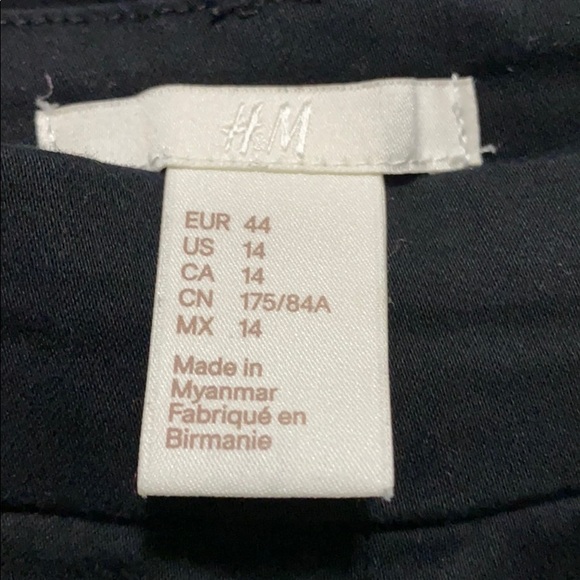 H&M
EUR 44
US 14
CA 14
CN 175/84A
MX 14
Made in
Myanmar
Fabriqué en
Birmanie